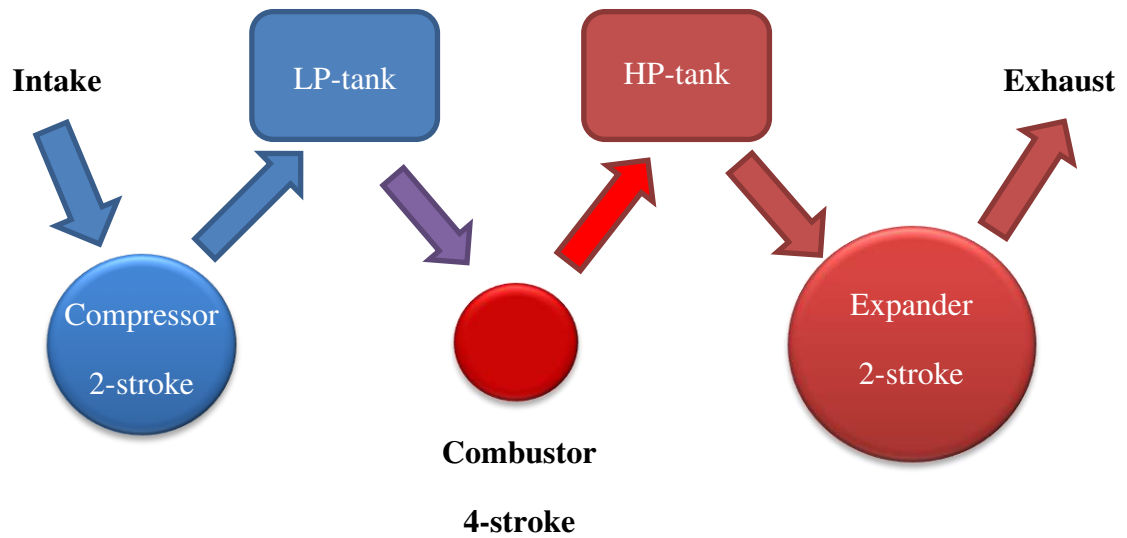 Intake
LP-tank
HP-tank
Exhaust
Compressor
2-stroke
Combustor
4-stroke
Expander
2-stroke